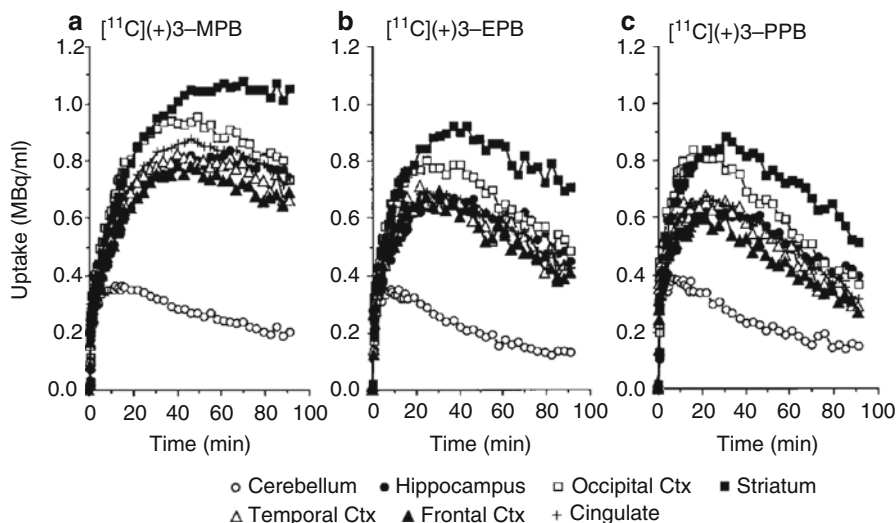 a [¹¹C](+)3–MPB
b [¹¹C](+)3–EPB
c [¹¹C](+)3–PPB
Uptake (MBq/ml)
1.2
1.0
0.8
0.6
0.4
0.2
0.0
0 20 40 60 80 100
Time (min)
1.2
1.0
0.8
0.6
0.4
0.2
0.0
0 20 40 60 80 100
Time (min)
1.2
1.0
0.8
0.6
0.4
0.2
0.0
0 20 40 60 80 100
Time (min)
Cerebellum Hippocampus Occipital Ctx Striatum
Temporal Ctx Frontal Ctx Cingulate